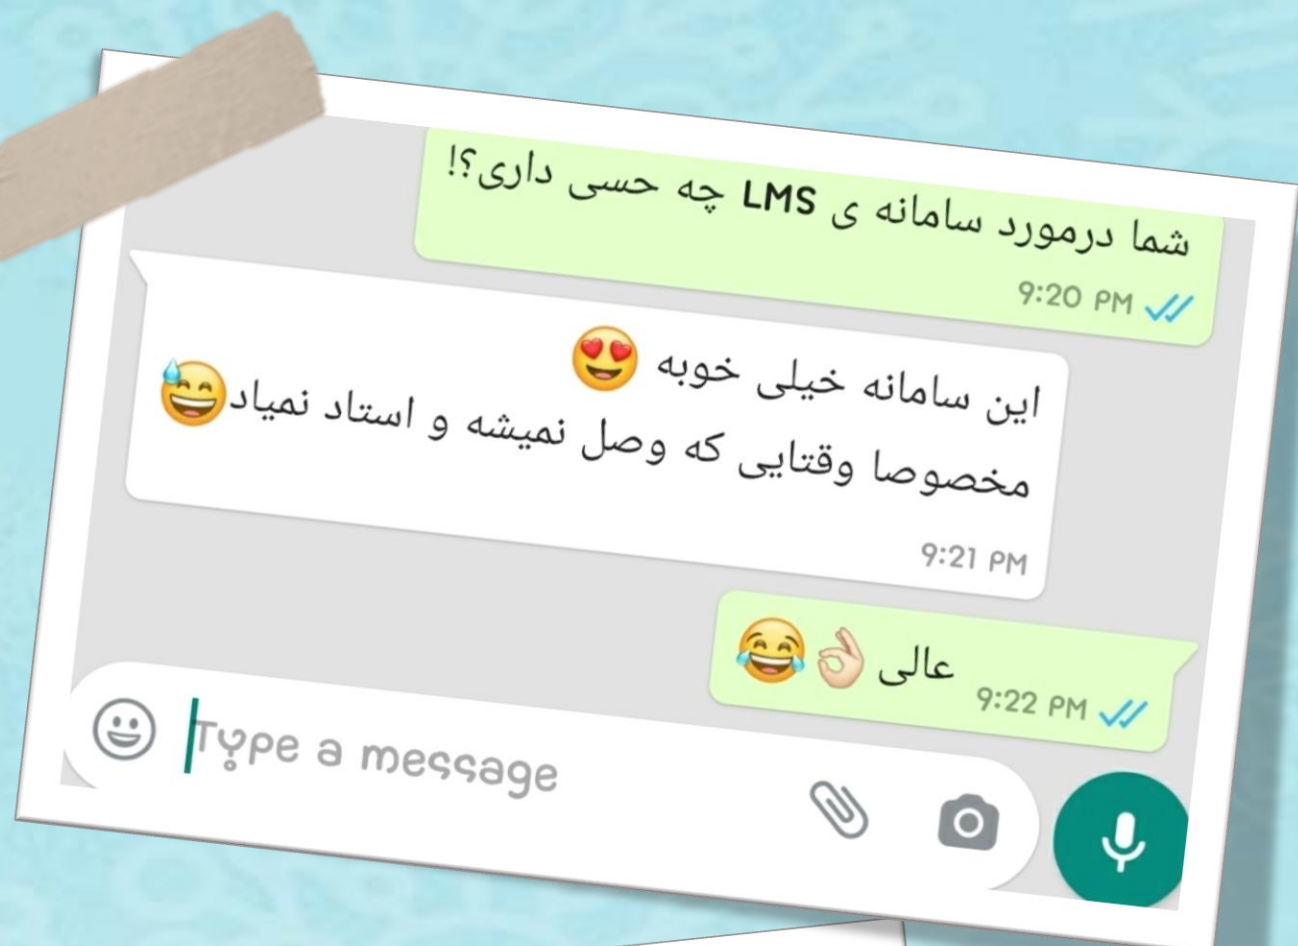 شما درمورد سامانه ی LMS چه حسی داری؟!
9:20 PM
این سامانه خیلی خوبه 😍
مخصوصا وقتایی که وصل نمیشه و استاد نمیاد😅
9:21 PM
عالی 👌🏻😂
9:22 PM
Type a message